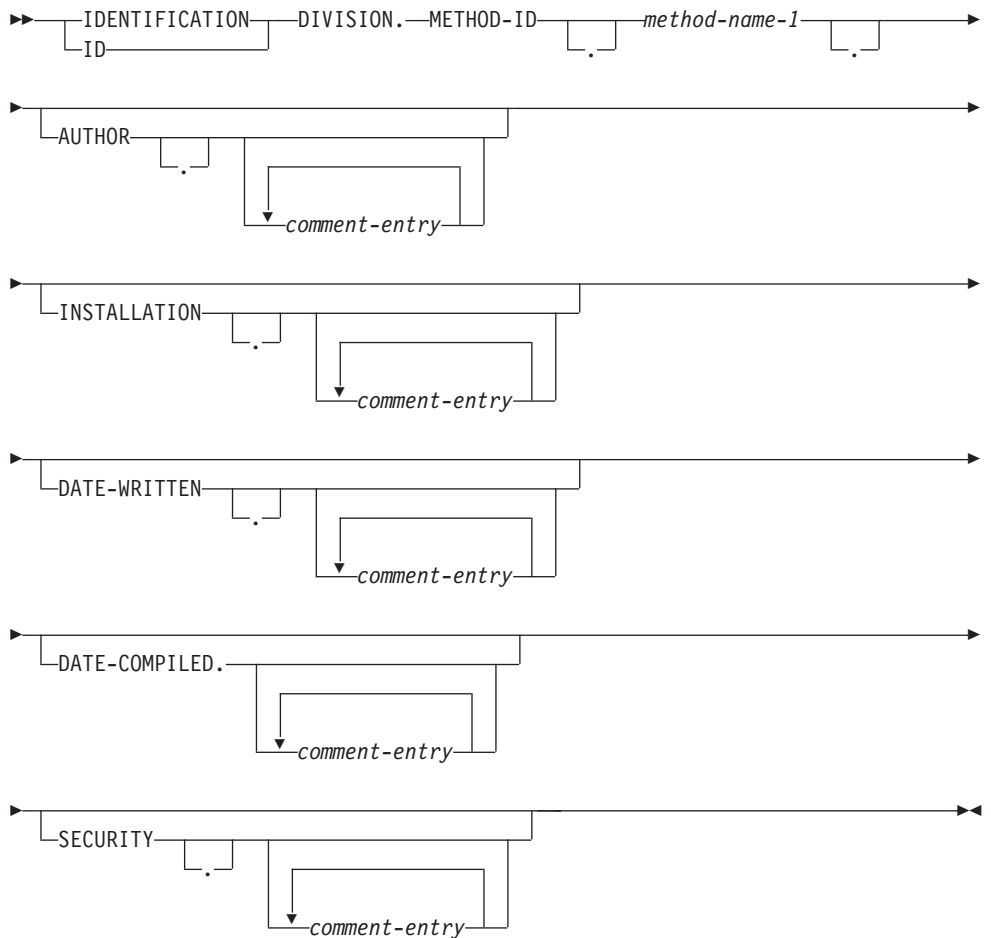 IDENTIFICATION DIVISION. METHOD-ID . method-name-1 .
ID
AUTHOR .
comment-entry
INSTALLATION .
comment-entry
DATE-WRITTEN .
comment-entry
DATE-COMPILED.
comment-entry
SECURITY .
comment-entry